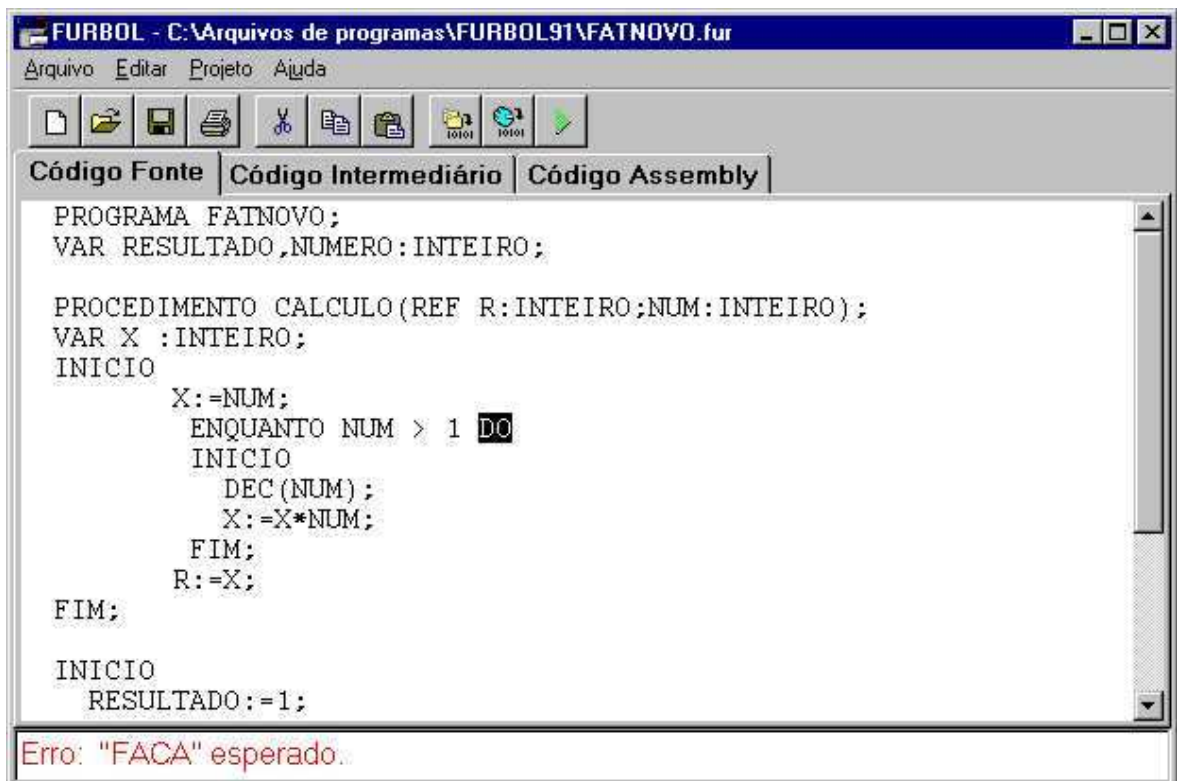 FURBOL - C:\Arquivos de programas\FURBOL91\FATNOVO.fur
Arquivo Editar Projeto Ajuda
Código Fonte Código Intermediário Código Assembly
PROGRAMA FATNOVO;
VAR RESULTADO,NUMERO:INTEIRO;
PROCEDIMENTO CALCULO(REF R:INTEIRO;NUM:INTEIRO);
VAR X :INTEIRO;
INICIO
X:=NUM;
ENQUANTO NUM > 1 DO
INICIO
DEC(NUM);
X:=X*NUM;
FIM;
R:=X;
FIM;
INICIO
RESULTADO:=1;
Erro: "FACA" esperado.